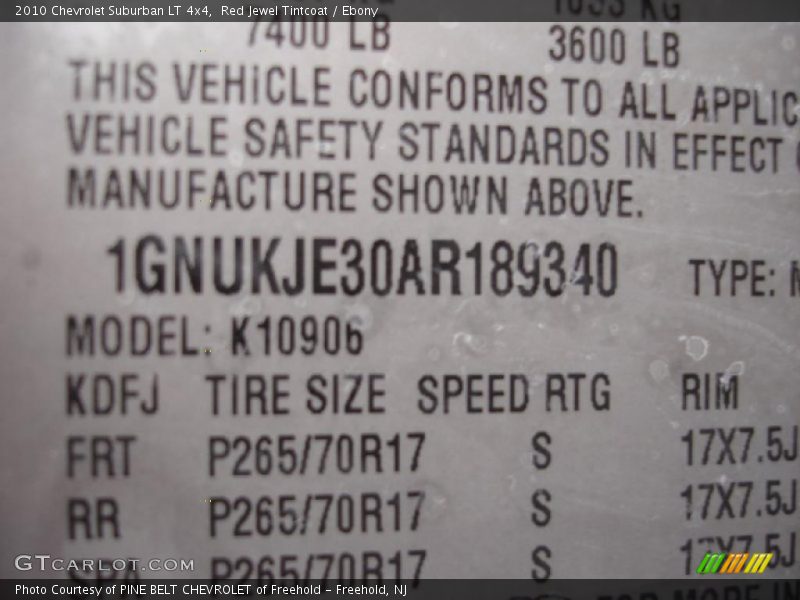 2010 Chevrolet Suburban LT 4x4, Red Jewel Tintcoat / Ebony
7400 LB 3600 LB
THIS VEHICLE CONFORMS TO ALL APPLIC
VEHICLE SAFETY STANDARDS IN EFFECT
MANUFACTURE SHOWN ABOVE.
1GNUKJE30AR189340 TYPE: M
MODEL: K10906
KDFJ TIRE SIZE SPEED RTG RIM
FRT P265/70R17 S 17X7.5J
RR P265/70R17 S 17X7.5J
SPA P265/70R17 S 17X7.5J
GTcarlot.com
Photo Courtesy of PINE BELT CHEVROLET of Freehold - Freehold, NJ